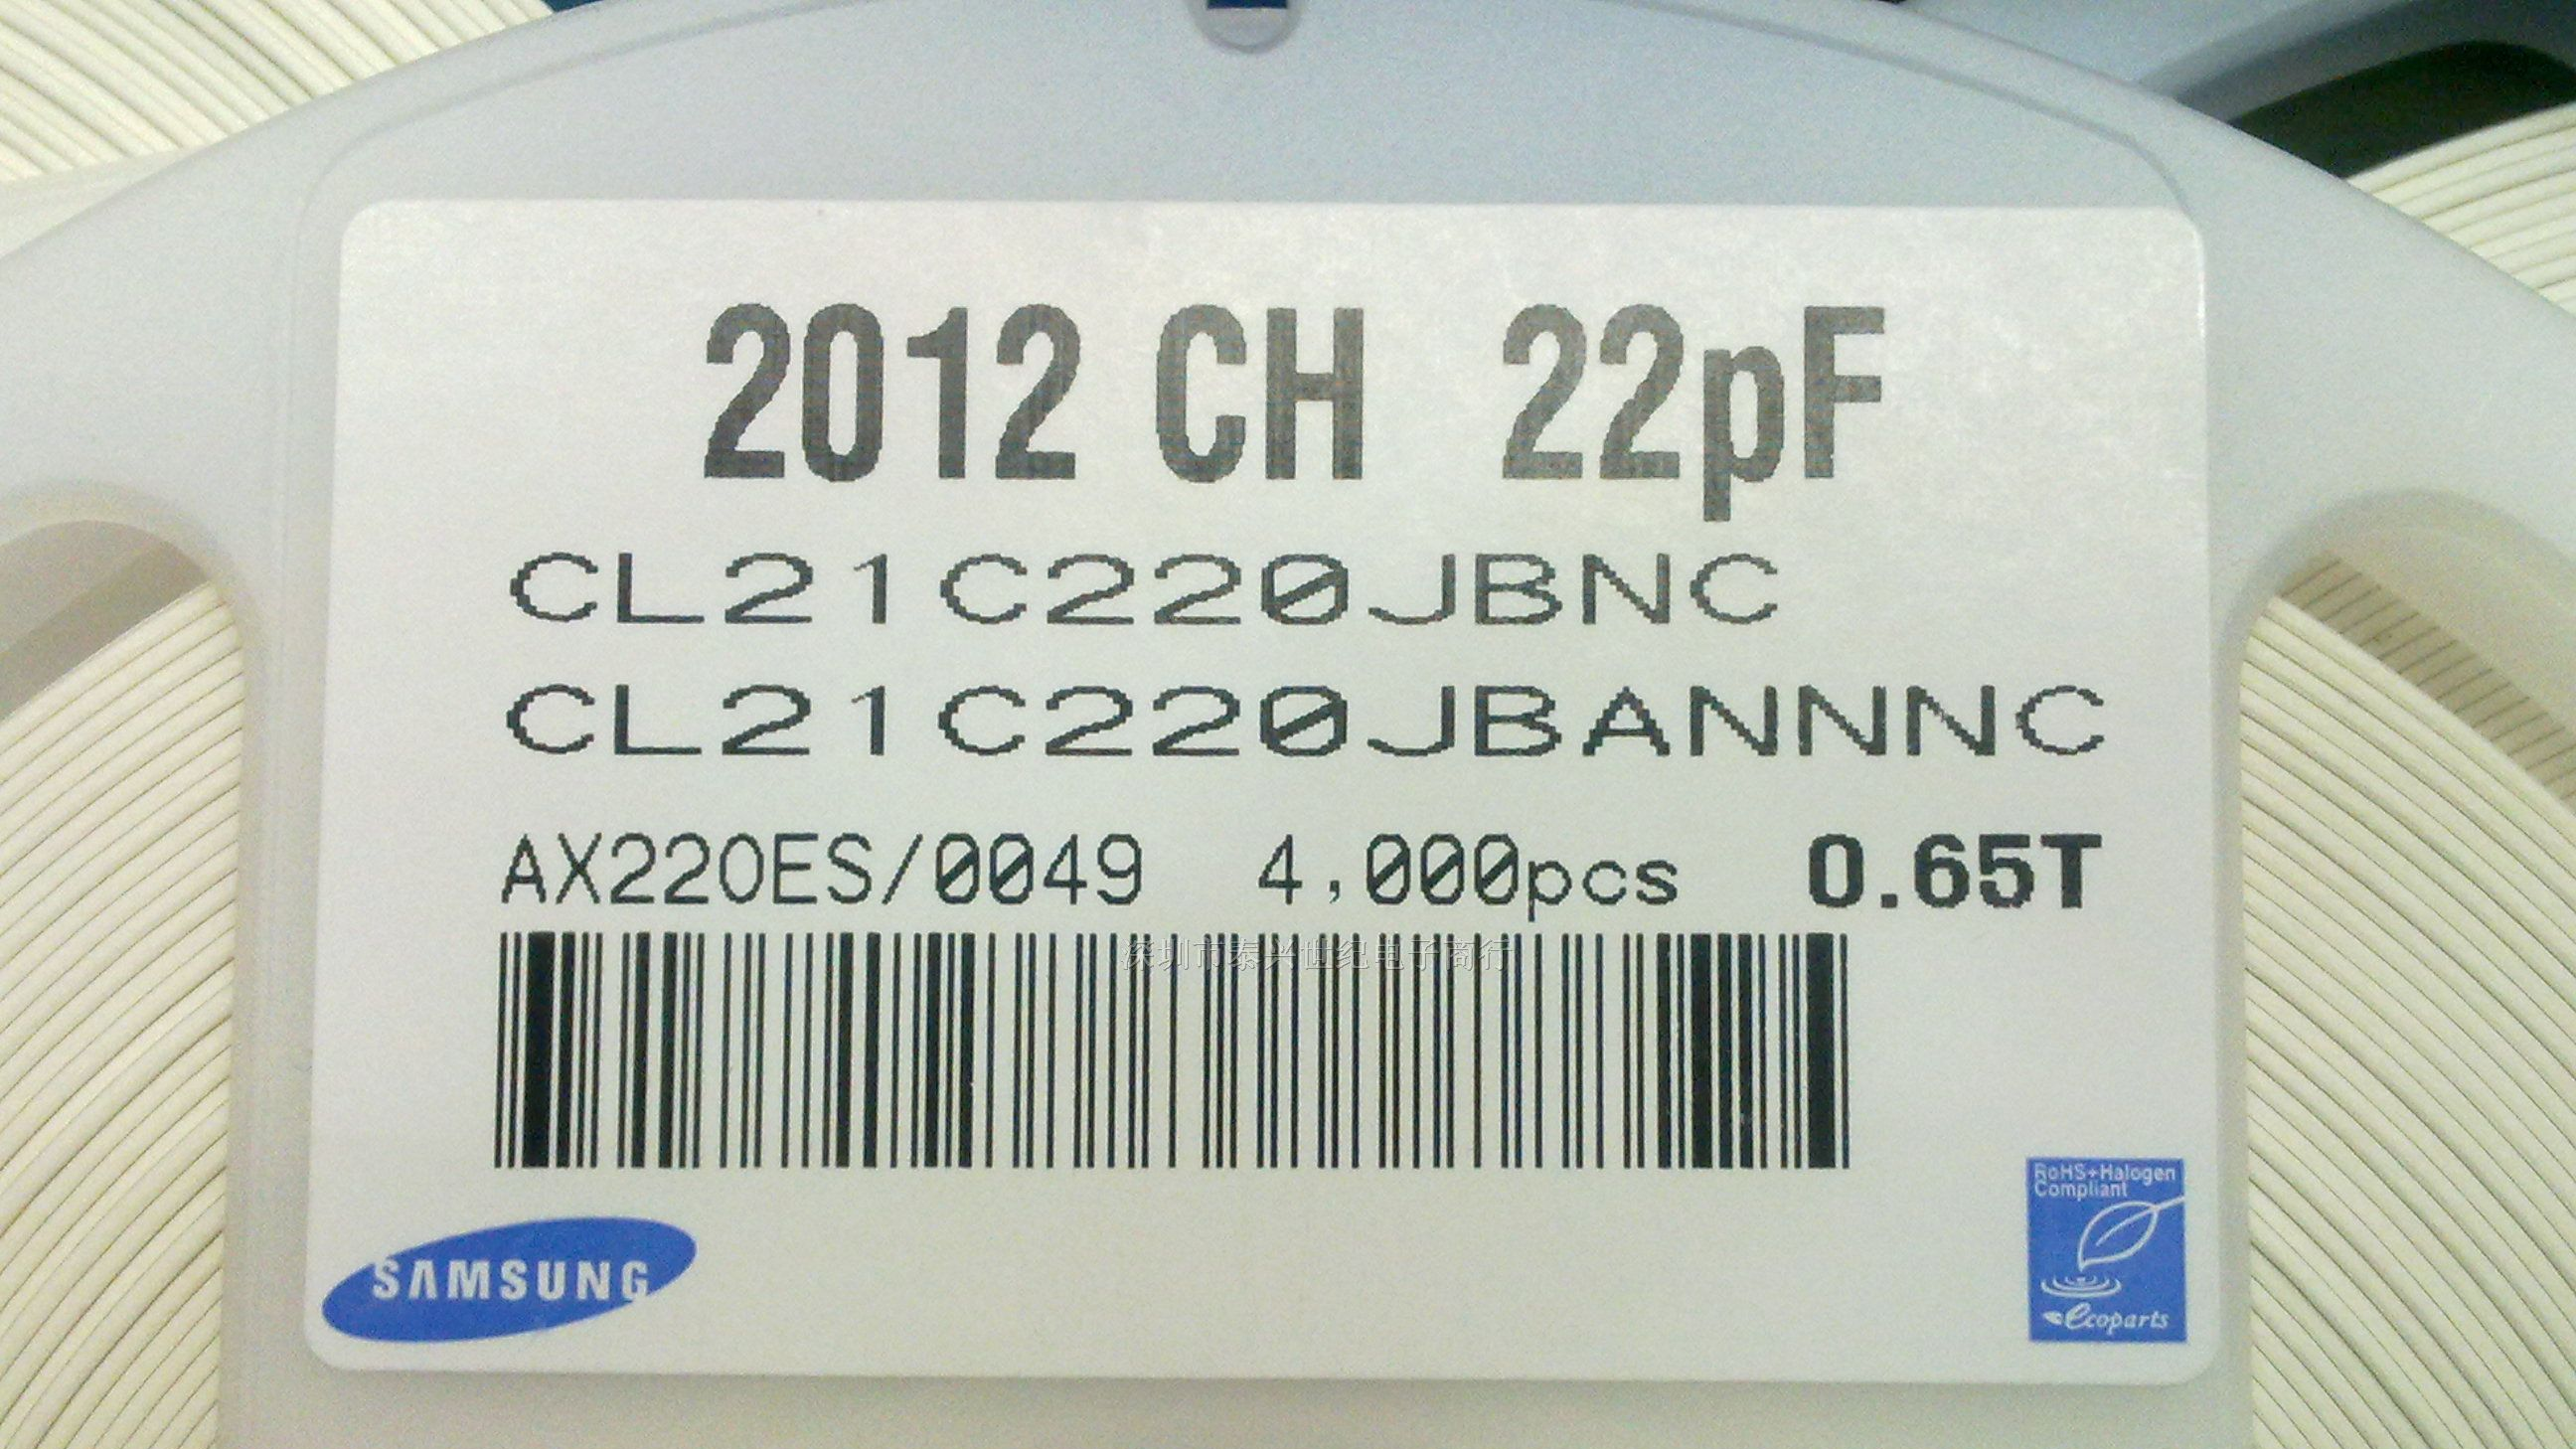 2012 CH 22pF
CL21C220JBNC
CL21C220JBANNNC
AX220ES/0049 4,000pcs 0.65T
深圳市泰兴世纪电子商行
RoHS+Halogen
Compliant
SAMSUNG
ecoparts